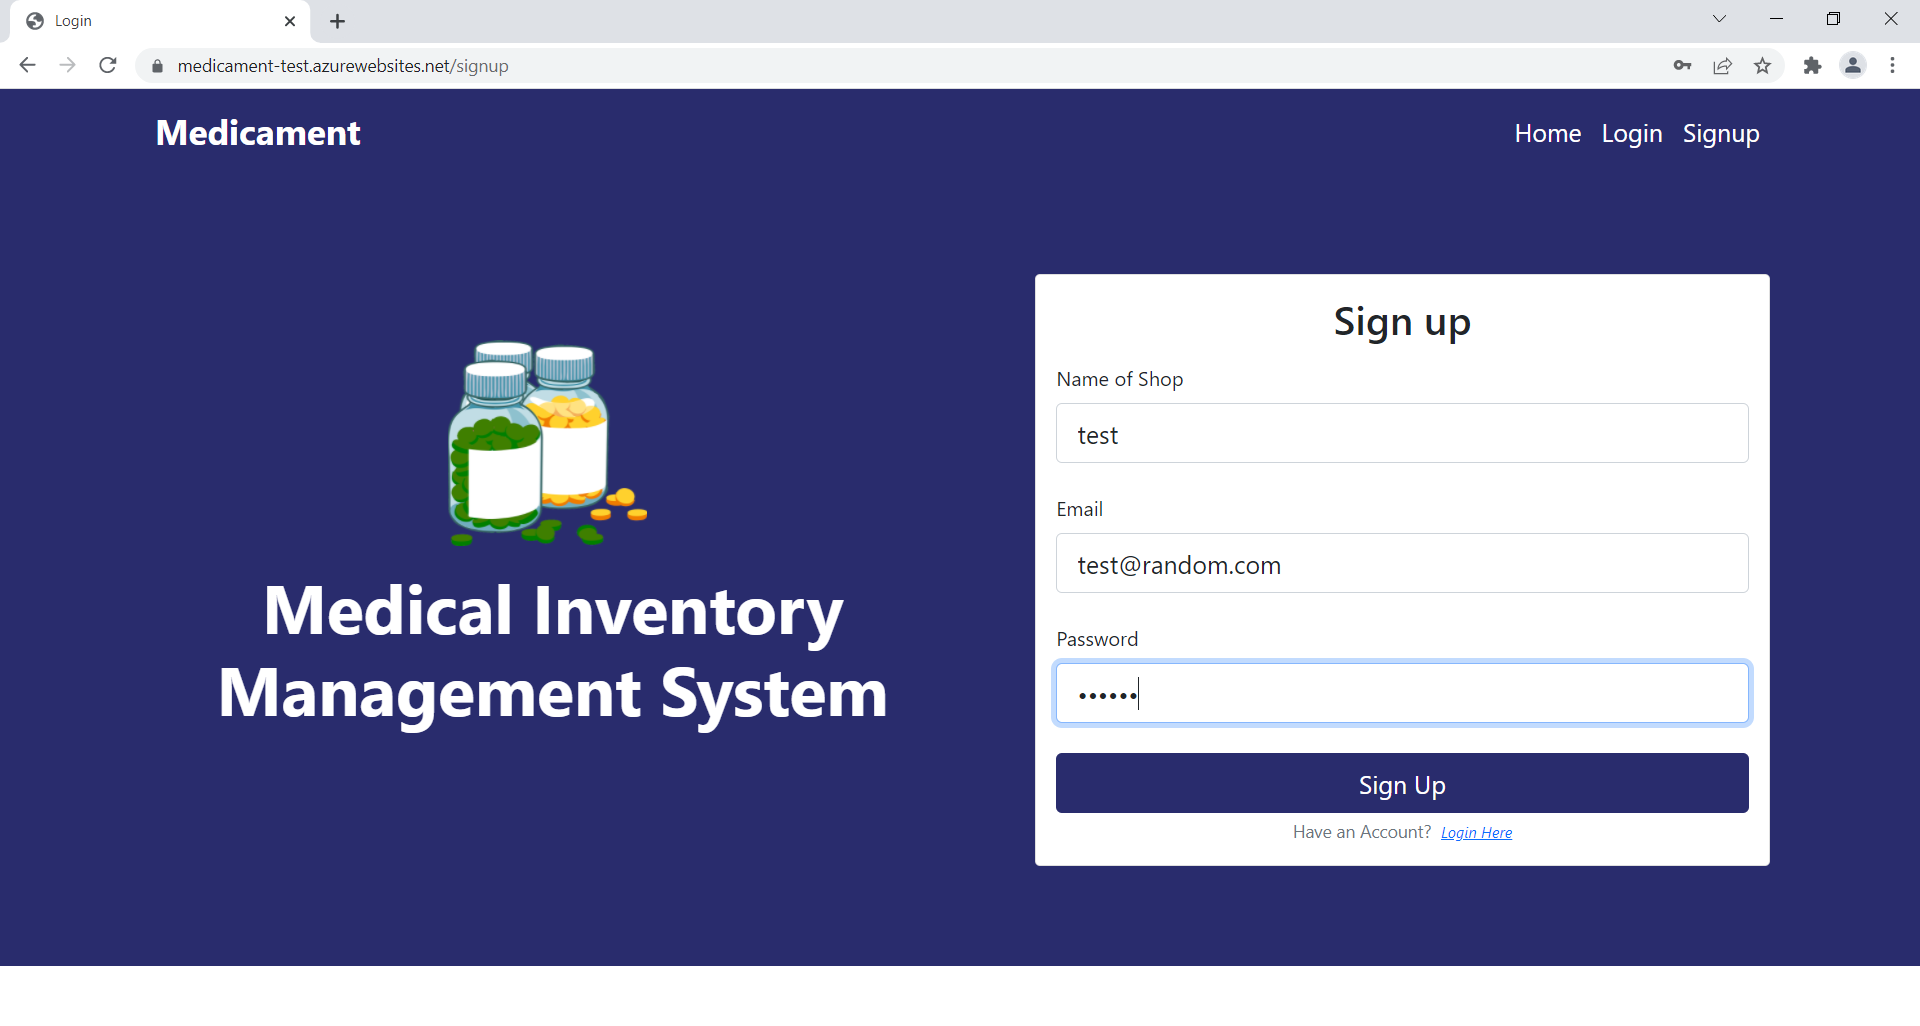 Login
medicament-test.azurewebsites.net/signup
Medicament
Home Login Signup
Medical Inventory
Management System
Sign up
Name of Shop
test
Email
test@random.com
Password
••••••
Sign Up
Have an Account? Login Here